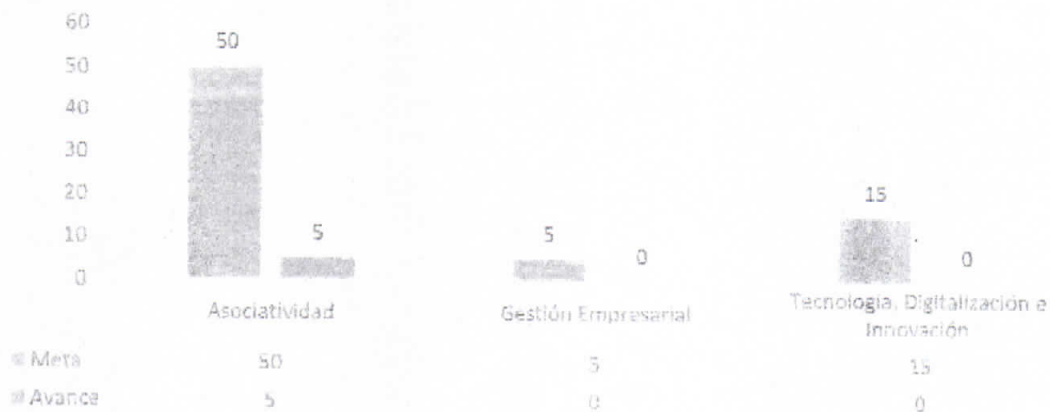 60
50
50
40
30
20
10
0
5
5
0
15
0
Asociatividad
Gestión Empresarial
Tecnología, Digitalización e
Innovación
Meta 50 5 15
Avance 5 0 0